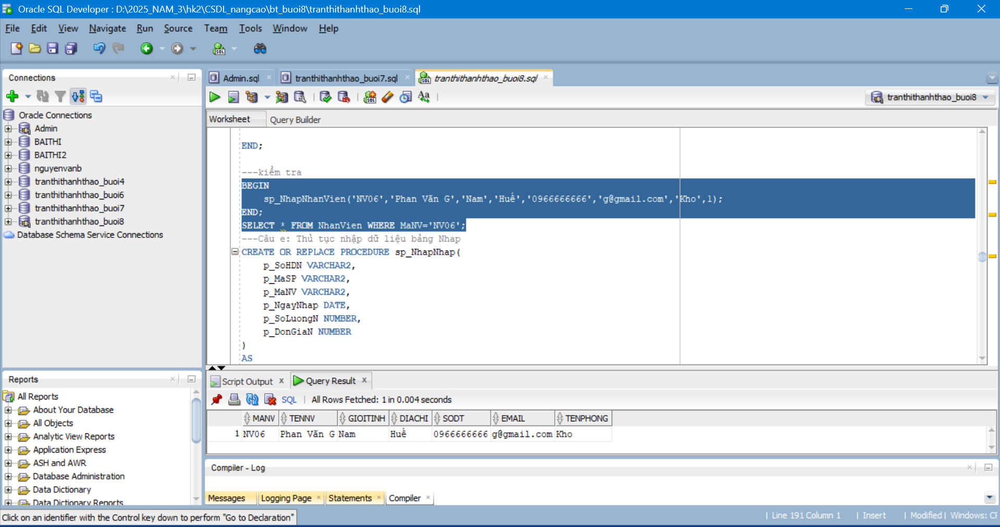 Oracle SQL Developer : D:\2025_NAM_3\hk2\CSDL_nangcao\bt_buoi8\tranthithanhthao_buoi8.sql
File Edit View Navigate Run Source Team Tools Window Help
Connections
Oracle Connections
Admin
BAITHI
BAITHI2
nguyenvanb
tranthithanhthao_buoi4
tranthithanhthao_buoi6
tranthithanhthao_buoi7
tranthithanhthao_buoi8
Database Schema Service Connections
Reports
All Reports
About Your Database
All Objects
Analytic View Reports
Application Express
ASH and AWR
Database Administration
Data Dictionary
Data Dictionary Reports
Admin.sql tranthithanhthao_buoi7.sql tranthithanhthao_buoi8.sql
tranthithanhthao_buoi8
Worksheet Query Builder
END;
---kiểm tra
BEGIN
sp_NhapNhanVien('NV06','Phan Văn G','Nam','Huế','0966666666','g@gmail.com','Kho',1);
END;
SELECT * FROM NhanVien WHERE MaNV='NV06';
---Câu e: Thủ tục nhập dữ liệu bảng Nhap
CREATE OR REPLACE PROCEDURE sp_NhapNhap(
p_SoHDN VARCHAR2,
p_MaSP VARCHAR2,
p_MaNV VARCHAR2,
p_NgayNhap DATE,
p_SoLuongN NUMBER,
p_DonGiaN NUMBER
)
AS
Script Output x Query Result x
SQL | All Rows Fetched: 1 in 0.004 seconds
MANV TENNV GIOITINH DIACHI SODT EMAIL TENPHONG
1 NV06 Phan Văn G Nam Huế 0966666666 g@gmail.com Kho
Compiler - Log
Messages Logging Page Statements Compiler
Click on an identifier with the Control key down to perform "Go to Declaration"
| Line 191 Column 1 | Insert | Modified | Windows: CF